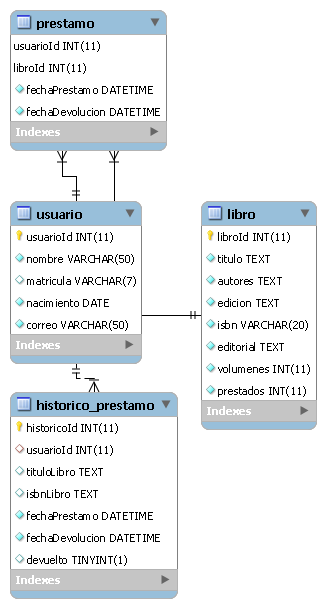 prestamo
usuarioId INT(11)
libroId INT(11)
fechaPrestamo DATETIME
fechaDevolucion DATETIME
Indexes
usuario
usuarioId INT(11)
nombre VARCHAR(50)
matricula VARCHAR(7)
nacimiento DATE
correo VARCHAR(50)
Indexes
libro
libroId INT(11)
titulo TEXT
autores TEXT
edicion TEXT
isbn VARCHAR(20)
editorial TEXT
volumenes INT(11)
prestados INT(11)
Indexes
historico_prestamo
historicoId INT(11)
usuarioId INT(11)
tituloLibro TEXT
isbnLibro TEXT
fechaPrestamo DATETIME
fechaDevolucion DATETIME
devuelto TINYINT(1)
Indexes